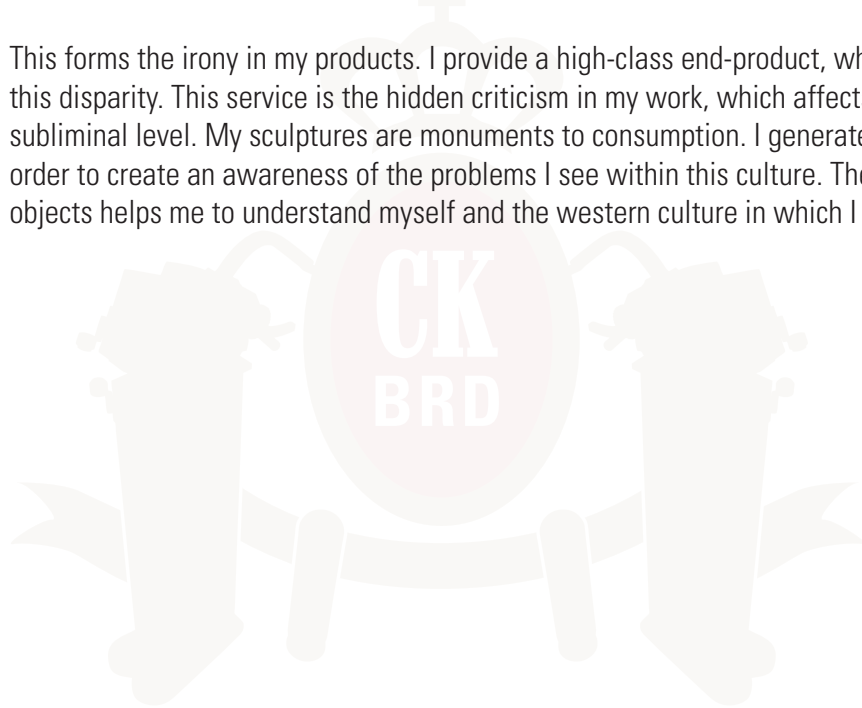 This forms the irony in my products. I provide a high-class end-product, wh
this disparity. This service is the hidden criticism in my work, which affect
subliminal level. My sculptures are monuments to consumption. I generate
order to create an awareness of the problems I see within this culture. The
objects helps me to understand myself and the western culture in which I
CK
BRD